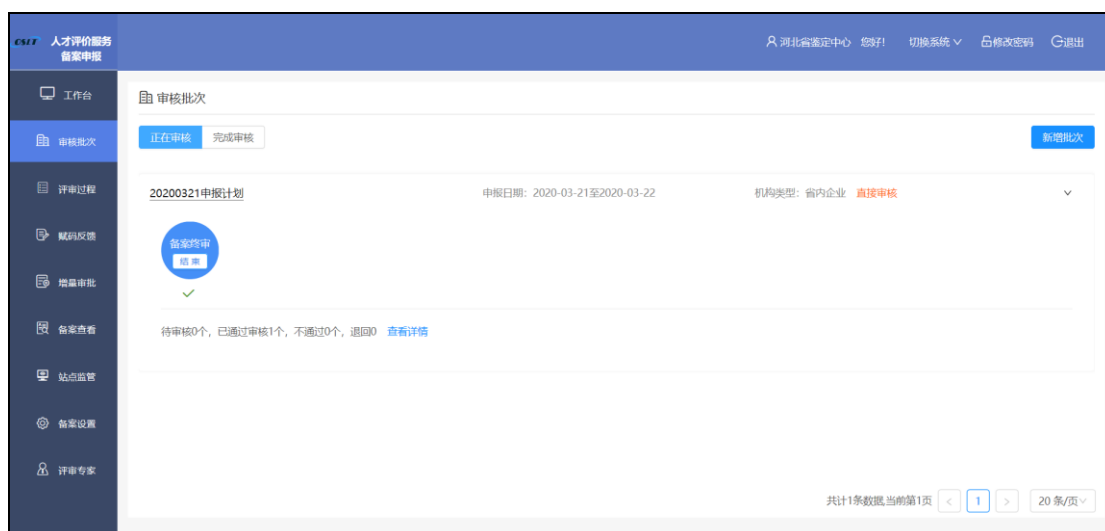 OSLT 人才评价服务
备案申报
河北省鉴定中心 您好! 切换系统 修改密码 退出
工作台
审核批次
评审过程
赋码反馈
增量审批
备案查看
站点监管
备案设置
评审专家
审核批次
正在审核 完成审核 新增批次
20200321申报计划 申报日期：2020-03-21至2020-03-22 机构类型：省内企业 直接审核
备案终审
结束
待审核0个，已通过审核1个，不通过0个，退回0 查看详情
共计1条数据,当前第1页 < 1 > 20 条/页